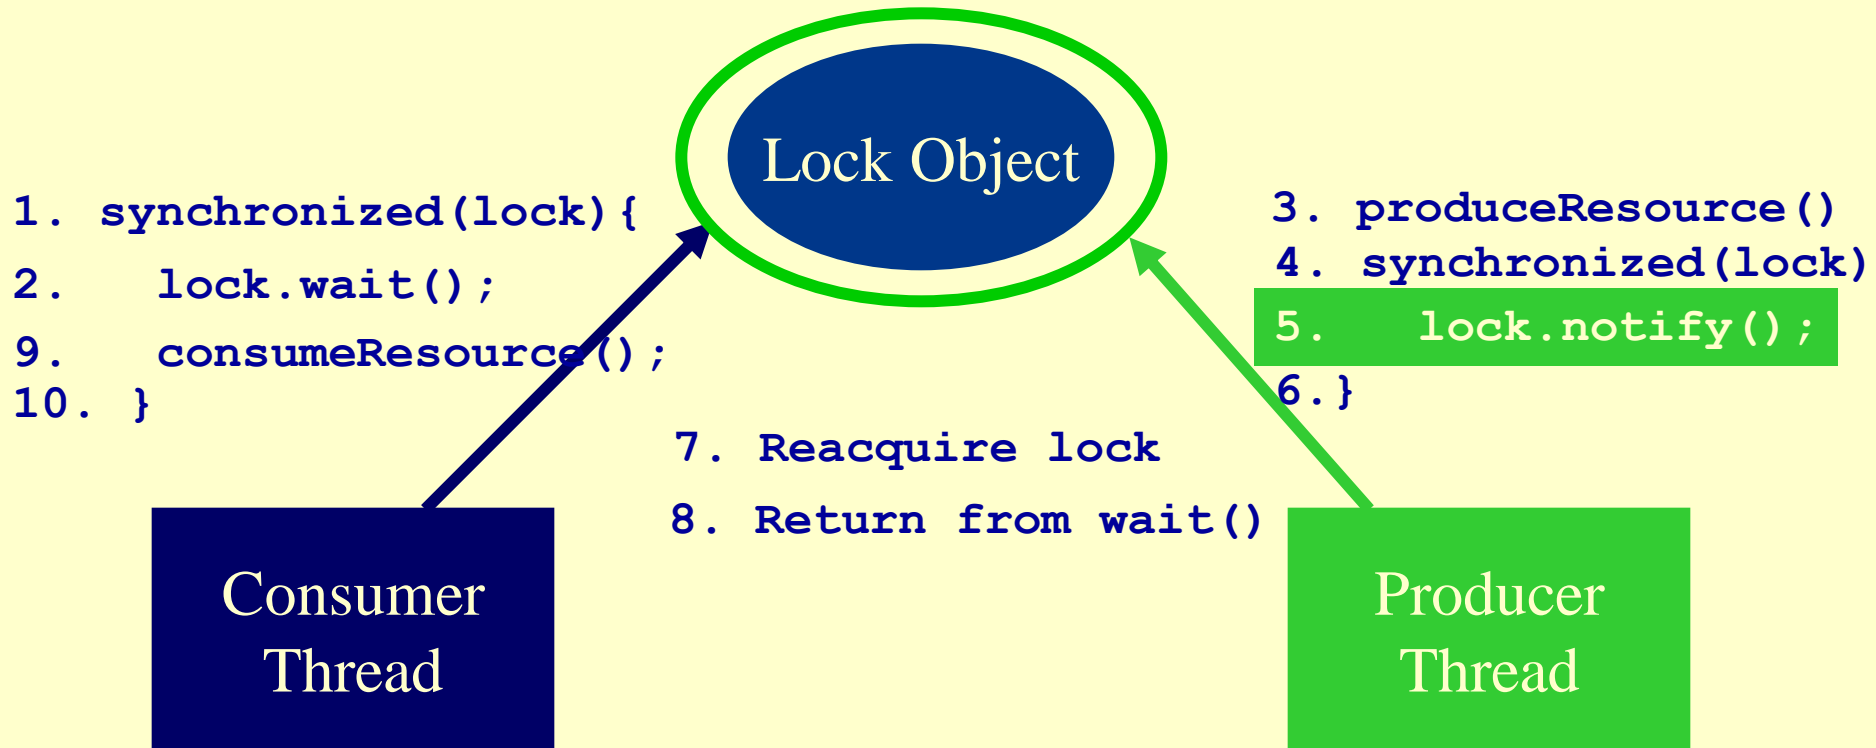 Lock Object
1. synchronized(lock){
2.   lock.wait();
9.   consumeResource();
10. }
3. produceResource()
4. synchronized(lock)
5.   lock.notify();
6.}
7. Reacquire lock
8. Return from wait()
Consumer
Thread
Producer
Thread